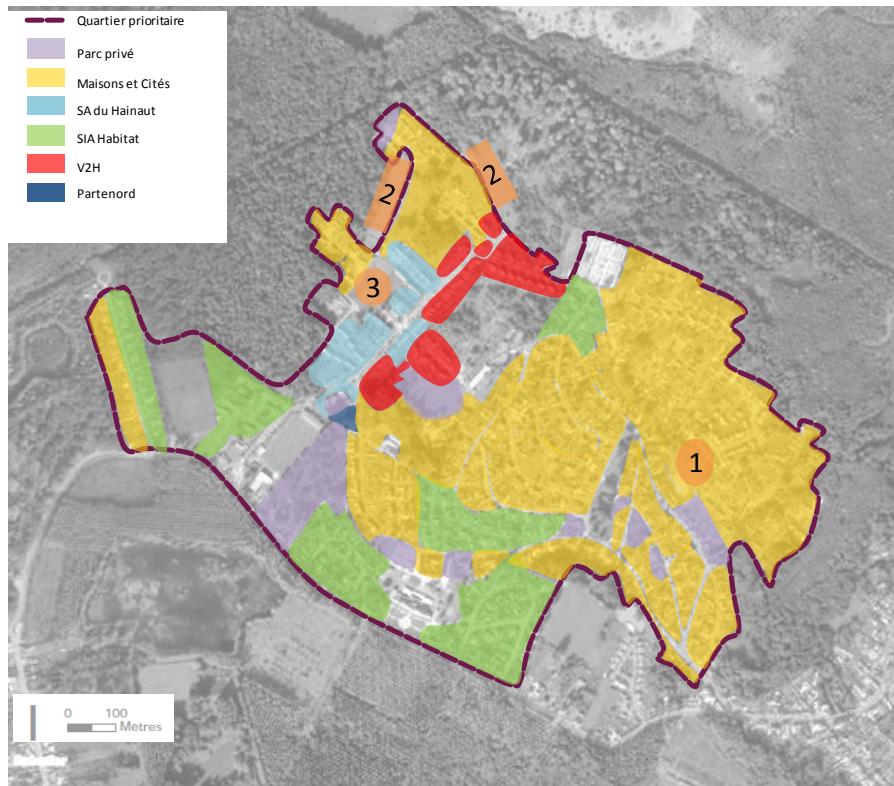 Quartier prioritaire
Parc privé
Maisons et Cités
SA du Hainaut
SIA Habitat
V2H
Partenord
2
2
3
1
0 100
Mètres